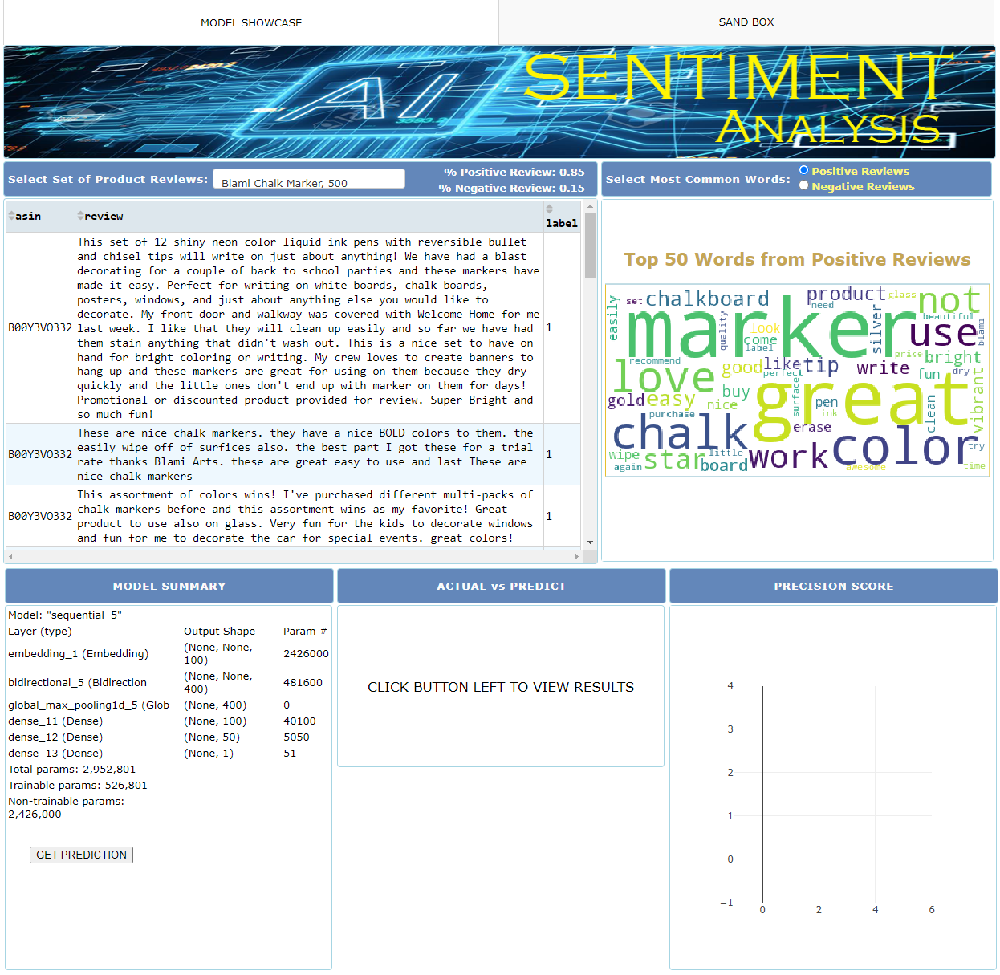 MODEL SHOWCASE
SAND BOX
AI
SENTIMENT
ANALYSIS
Select Set of Product Reviews: Blami Chalk Marker, 500
% Positive Review: 0.85
% Negative Review: 0.15
Select Most Common Words:
Positive Reviews
Negative Reviews
asin review label
This set of 12 shiny neon color liquid ink pens with reversible bullet
and chisel tips will write on just about anything! We have had a blast
decorating for a couple of back to school parties and these markers have
made it easy. Perfect for writing on white boards, chalk boards,
posters, windows, and just about anything else you would like to
decorate. My front door and walkway was covered with Welcome Home for me
B00Y3VO332 last week. I like that they will clean up easily and so far we have had 1
them stain anything that didn't wash out. This is a nice set to have on
hand for bright coloring or writing. My crew loves to create banners to
hang up and these markers are great for using on them because they dry
quickly and the little ones don't end up with marker on them for days!
Promotional or discounted product provided for review. Super Bright and
so much fun!
These are nice chalk markers. they have a nice BOLD colors to them. the
B00Y3VO332 easily wipe off of surfices also. the best part I got these for a trial 1
rate thanks Blami Arts. these are great easy to use and last These are
nice chalk markers
This assortment of colors wins! I've purchased different multi-packs of
chalk markers before and this assortment wins as my favorite! Great
B00Y3VO332 product to use also on glass. Very fun for the kids to decorate windows 1
and fun for me to decorate the car for special events. great colors!
Top 50 Words from Positive Reviews
easily
set
chalkboard
product
glass
need
not
marker
quality
look
come
label
silver
beautiful
use
blami
recommend
love
good
like
perfect
tip
price
write
bright
fun
dry
gold
easy
nice
buy
surface
great
pen
ink
clean
vibrant
purchase
chalk
erase
wipe
again
star
little
board
work
color
awesome
try
time
MODEL SUMMARY
Model: "sequential_5"
Layer (type) Output Shape Param #
embedding_1 (Embedding) (None, None, 100) 2426000
bidirectional_5 (Bidirection (None, None, 400) 481600
global_max_pooling1d_5 (Glob (None, 400) 0
dense_11 (Dense) (None, 100) 40100
dense_12 (Dense) (None, 50) 5050
dense_13 (Dense) (None, 1) 51
Total params: 2,952,801
Trainable params: 526,801
Non-trainable params:
2,426,000
GET PREDICTION
ACTUAL vs PREDICT
CLICK BUTTON LEFT TO VIEW RESULTS
PRECISION SCORE
4
3
2
1
0
−1
0 2 4 6